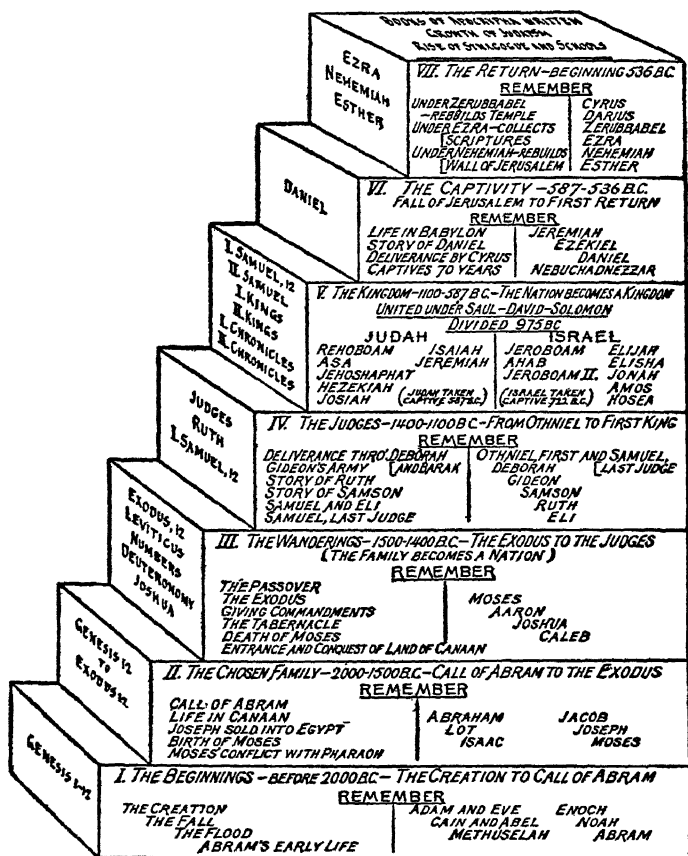 BOOKS OF APOCRIPHA WRITTEN
GROWTH OF JUDAISM
RISE OF SYNAGOGUE AND SCHOOLS
EZRA
NEHEMIAH
ESTHER
VII. THE RETURN—BEGINNING 536 B.C.
REMEMBER
UNDER ZERUBBABEL
—REBUILDS TEMPLE
UNDER EZRA—COLLECTS
[SCRIPTURES
UNDER NEHEMIAH—REBUILDS
[WALL OF JERUSALEM
CYRUS
DARIUS
ZERUBBABEL
EZRA
NEHEMIAH
ESTHER
DANIEL
VI. THE CAPTIVITY—587-536 B.C.
FALL OF JERUSALEM TO FIRST RETURN
REMEMBER
LIFE IN BABYLON
STORY OF DANIEL
DELIVERANCE BY CYRUS
CAPTIVES 70 YEARS
JEREMIAH
EZEKIEL
DANIEL
NEBUCHADNEZZAR
I. SAMUEL, 12
II. SAMUEL
I. KINGS
II. KINGS
I. CHRONICLES
II. CHRONICLES
V. THE KINGDOM—1100-587 B.C.—THE NATION BECOMES A KINGDOM
UNITED UNDER SAUL—DAVID—SOLOMON
DIVIDED 975 BC
JUDAH
REHOBOAM ISAIAH
ASA JEREMIAH
JEHOSHAPHAT
HEZEKIAH
JOSIAH
(JUDAH TAKEN
CAPTIVE 587 B.C.)
ISRAEL
JEROBOAM ELIJAH
AHAB ELISHA
JEROBOAM II. JONAH
AMOS
HOSEA
(ISRAEL TAKEN
CAPTIVE 722 B.C.)
JUDGES
RUTH
I. SAMUEL, 12
IV. THE JUDGES—1400-1100 B.C.—FROM OTHNIEL TO FIRST KING
REMEMBER
DELIVERANCE THRO' DEBORAH
GIDEON'S ARMY [AND BARAK
STORY OF RUTH
STORY OF SAMSON
SAMUEL AND ELI
SAMUEL, LAST JUDGE
OTHNIEL, FIRST AND SAMUEL,
DEBORAH [LAST JUDGE
GIDEON
SAMSON
RUTH
ELI
EXODUS, 12
LEVITICUS
NUMBERS
DEUTERONOMY
JOSHUA
III. THE WANDERINGS—1500-1400 B.C.—THE EXODUS TO THE JUDGES
(THE FAMILY BECOMES A NATION)
REMEMBER
THE PASSOVER
THE EXODUS
GIVING COMMANDMENTS
THE TABERNACLE
DEATH OF MOSES
ENTRANCE AND CONQUEST OF LAND OF CANAAN
MOSES
AARON
JOSHUA
CALEB
GENESIS 12
TO
EXODUS 12
II. THE CHOSEN FAMILY—2000-1500 B.C.—CALL OF ABRAM TO THE EXODUS
REMEMBER
CALL OF ABRAM
LIFE IN CANAAN
JOSEPH SOLD INTO EGYPT
BIRTH OF MOSES
MOSES' CONFLICT WITH PHARAOH
ABRAHAM JACOB
LOT JOSEPH
ISAAC MOSES
GENESIS 1-12
I. THE BEGINNINGS—BEFORE 2000 B.C.—THE CREATION TO CALL OF ABRAM
REMEMBER
THE CREATION
THE FALL
THE FLOOD
ABRAM'S EARLY LIFE
ADAM AND EVE ENOCH
CAIN AND ABEL NOAH
METHUSELAH ABRAM